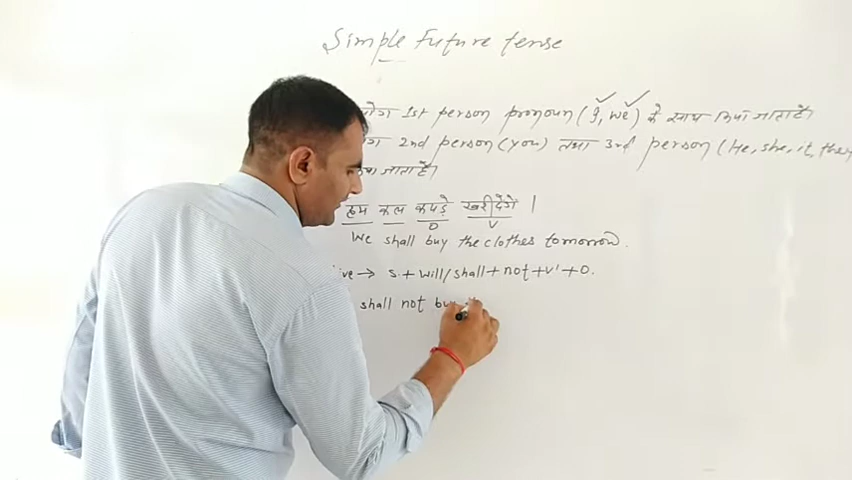 Simple Future tense
1st person pronoun (I, we) के साथ किया जाता है।
2nd person (you) तथा 3rd person (He, she, it, they
जाता है।
हम कल कपड़े खरीदेंगे ।
O V
We shall buy the clothes tomorrow.
→ S + will/shall + not + V' + O.
shall not buy